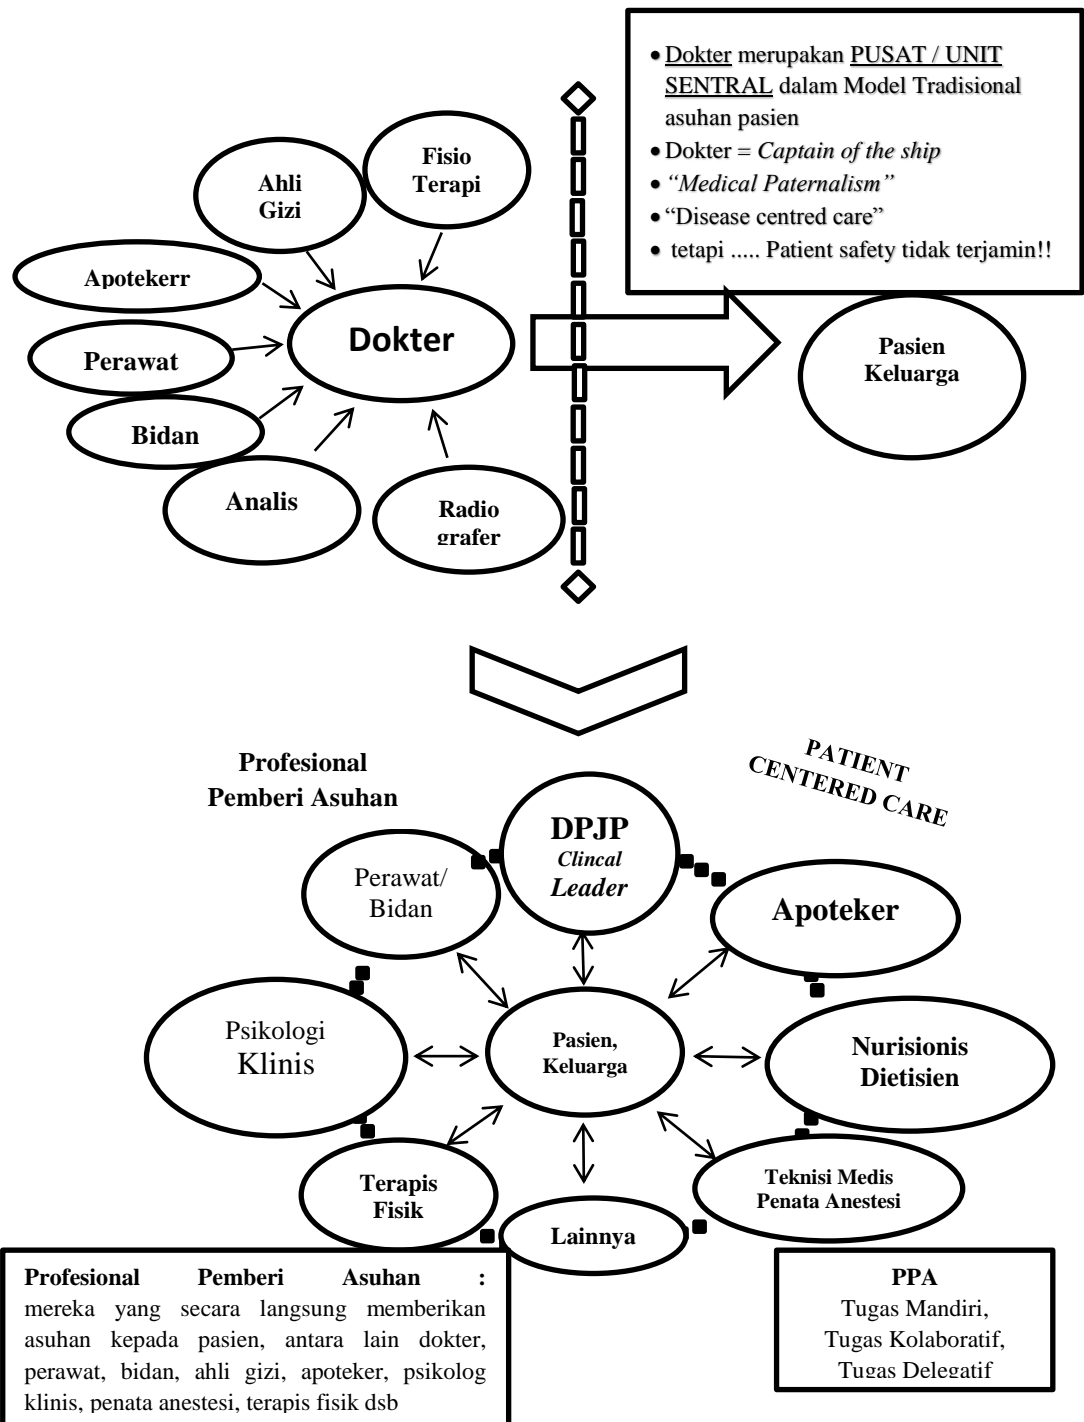 • Dokter merupakan PUSAT / UNIT
SENTRAL dalam Model Tradisional
asuhan pasien
• Dokter = Captain of the ship
• “Medical Paternalism”
• “Disease centred care”
• tetapi ..... Patient safety tidak terjamin!!
Fisio
Terapi
Ahli
Gizi
Apotekerr
Dokter
Perawat
Bidan
Analis
Radio
grafer
Pasien
Keluarga
Profesional
Pemberi Asuhan
PATIENT
CENTERED CARE
DPJP
Clincal
Leader
Perawat/
Bidan
Apoteker
Psikologi
Klinis
Pasien,
Keluarga
Nurisionis
Dietisien
Terapis
Fisik
Teknisi Medis
Penata Anestesi
Lainnya
Profesional Pemberi Asuhan :
mereka yang secara langsung memberikan
asuhan kepada pasien, antara lain dokter,
perawat, bidan, ahli gizi, apoteker, psikolog
klinis, penata anestesi, terapis fisik dsb
PPA
Tugas Mandiri,
Tugas Kolaboratif,
Tugas Delegatif